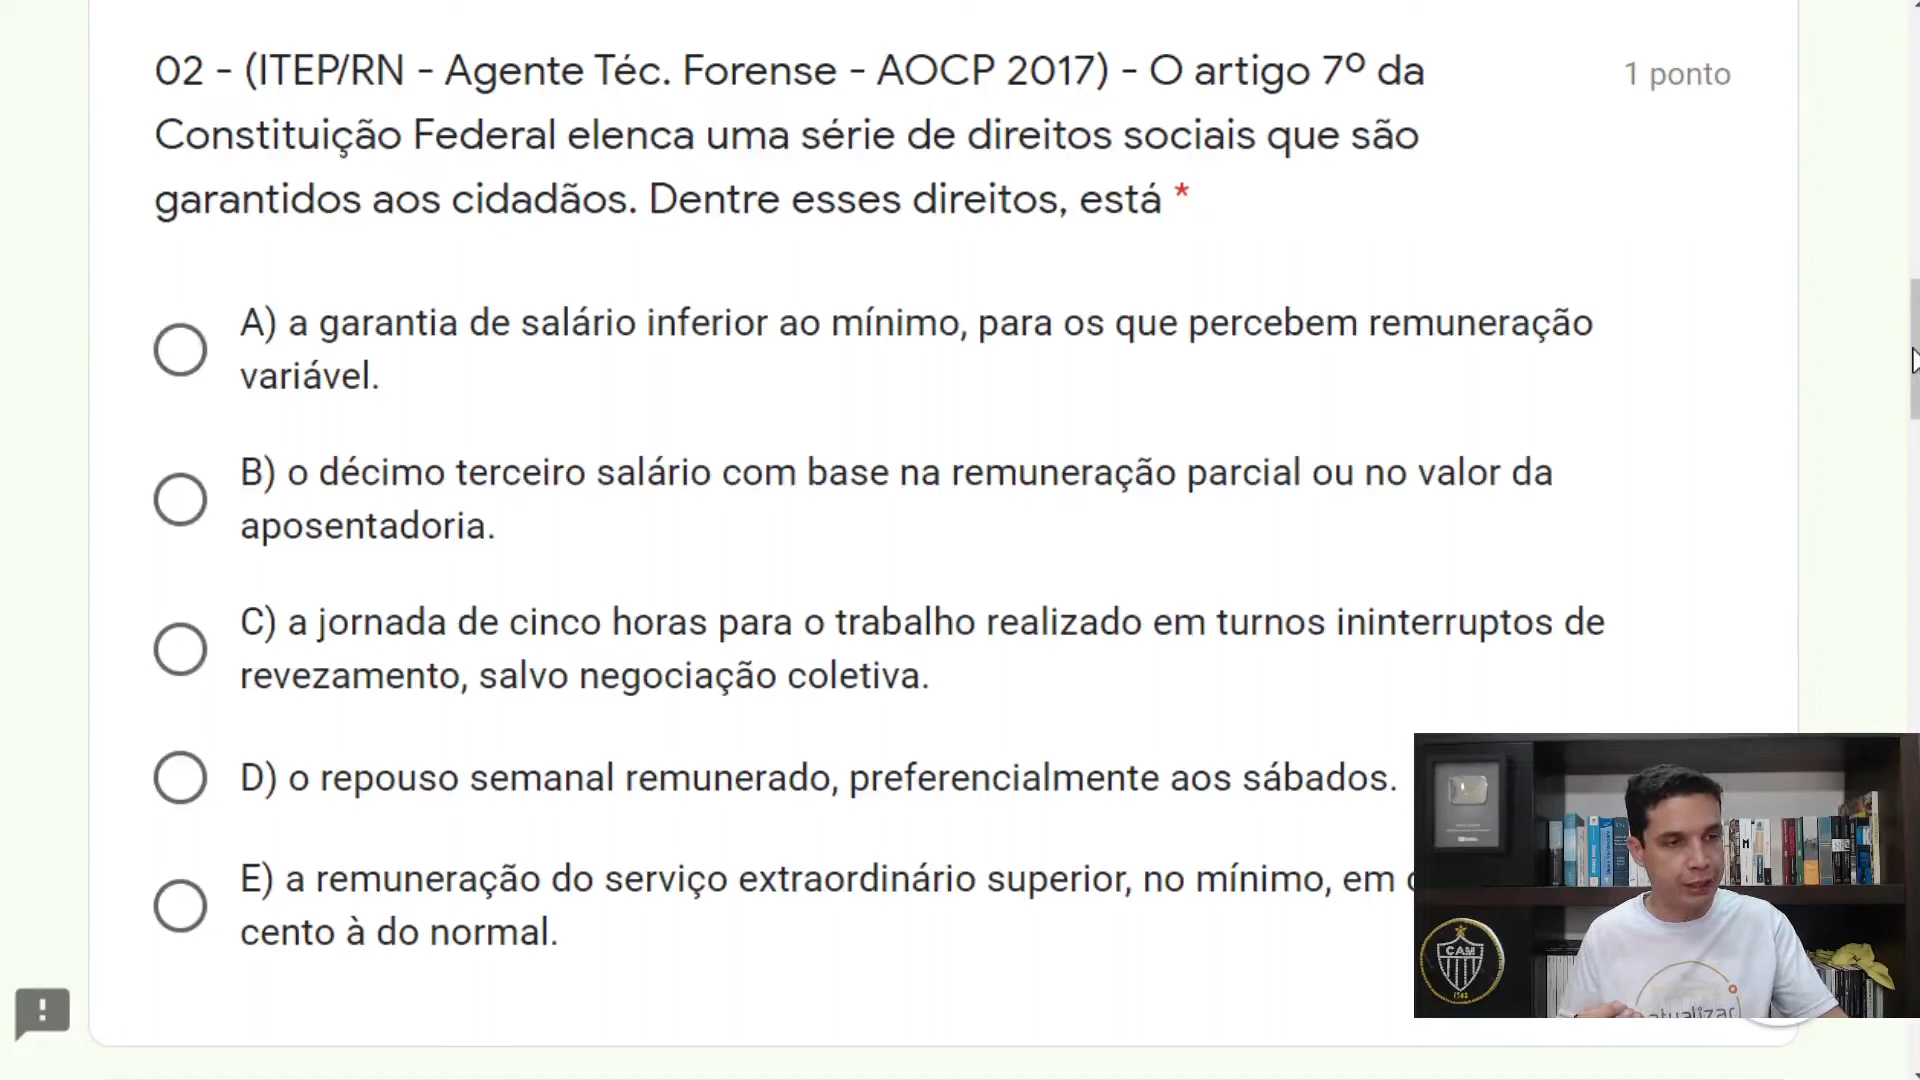 02 - (ITEP/RN - Agente Téc. Forense - AOCP 2017) - O artigo 7º da
1 ponto
Constituição Federal elenca uma série de direitos sociais que são
garantidos aos cidadãos. Dentre esses direitos, está *
A) a garantia de salário inferior ao mínimo, para os que percebem remuneração
variável.
B) o décimo terceiro salário com base na remuneração parcial ou no valor da
aposentadoria.
C) a jornada de cinco horas para o trabalho realizado em turnos ininterruptos de
revezamento, salvo negociação coletiva.
D) o repouso semanal remunerado, preferencialmente aos sábados.
E) a remuneração do serviço extraordinário superior, no mínimo, em
cento à do normal.
CAM
atualizar